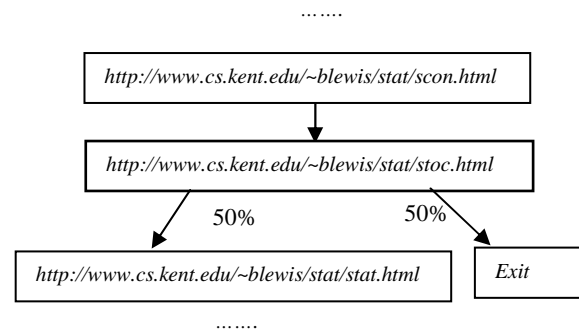 …….
http://www.cs.kent.edu/~blewis/stat/scon.html
http://www.cs.kent.edu/~blewis/stat/stoc.html
50%
50%
http://www.cs.kent.edu/~blewis/stat/stat.html
Exit
…….